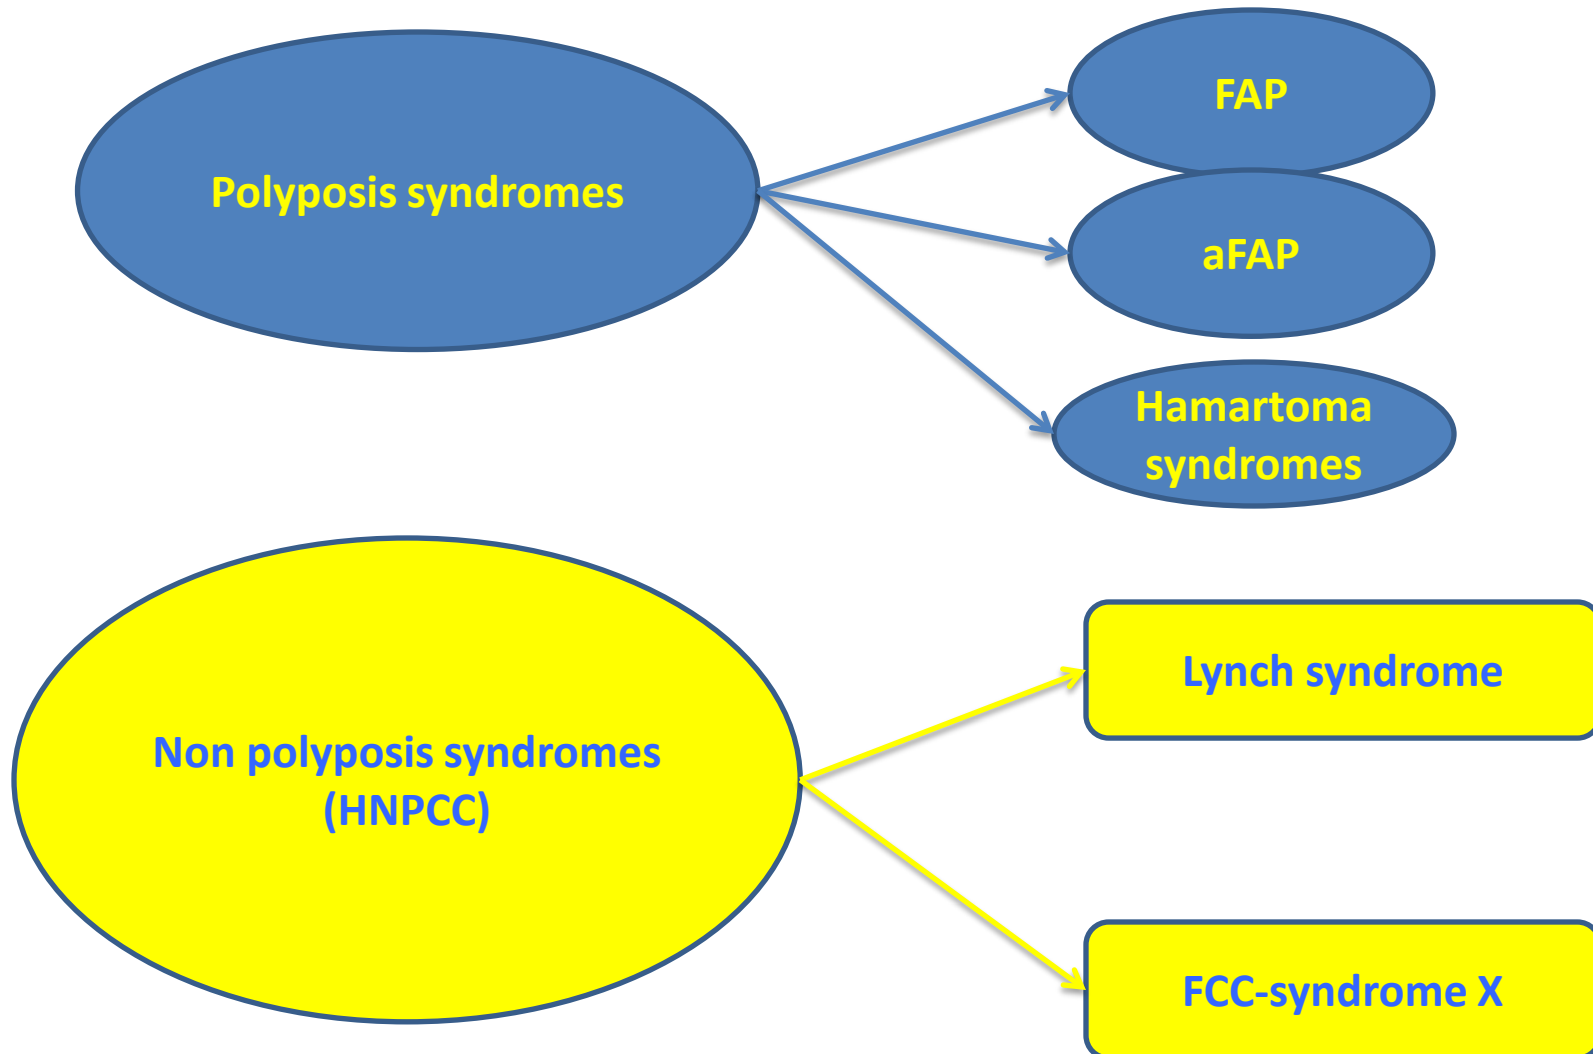 FAP
Polyposis syndromes
aFAP
Hamartoma
syndromes
Lynch syndrome
Non polyposis syndromes
(HNPCC)
FCC-syndrome X